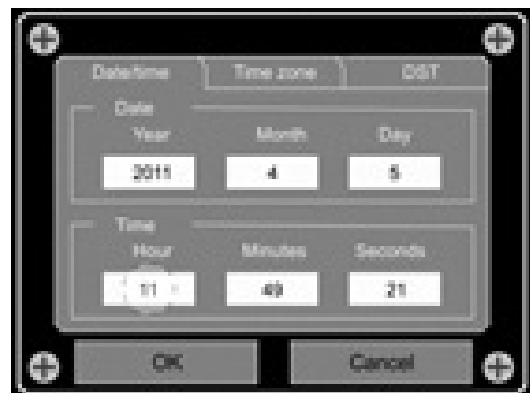 Date/time Time zone DST
Date
Year Month Day
2011 4 5
Time
Hour Minutes Seconds
11 49 21
OK Cancel